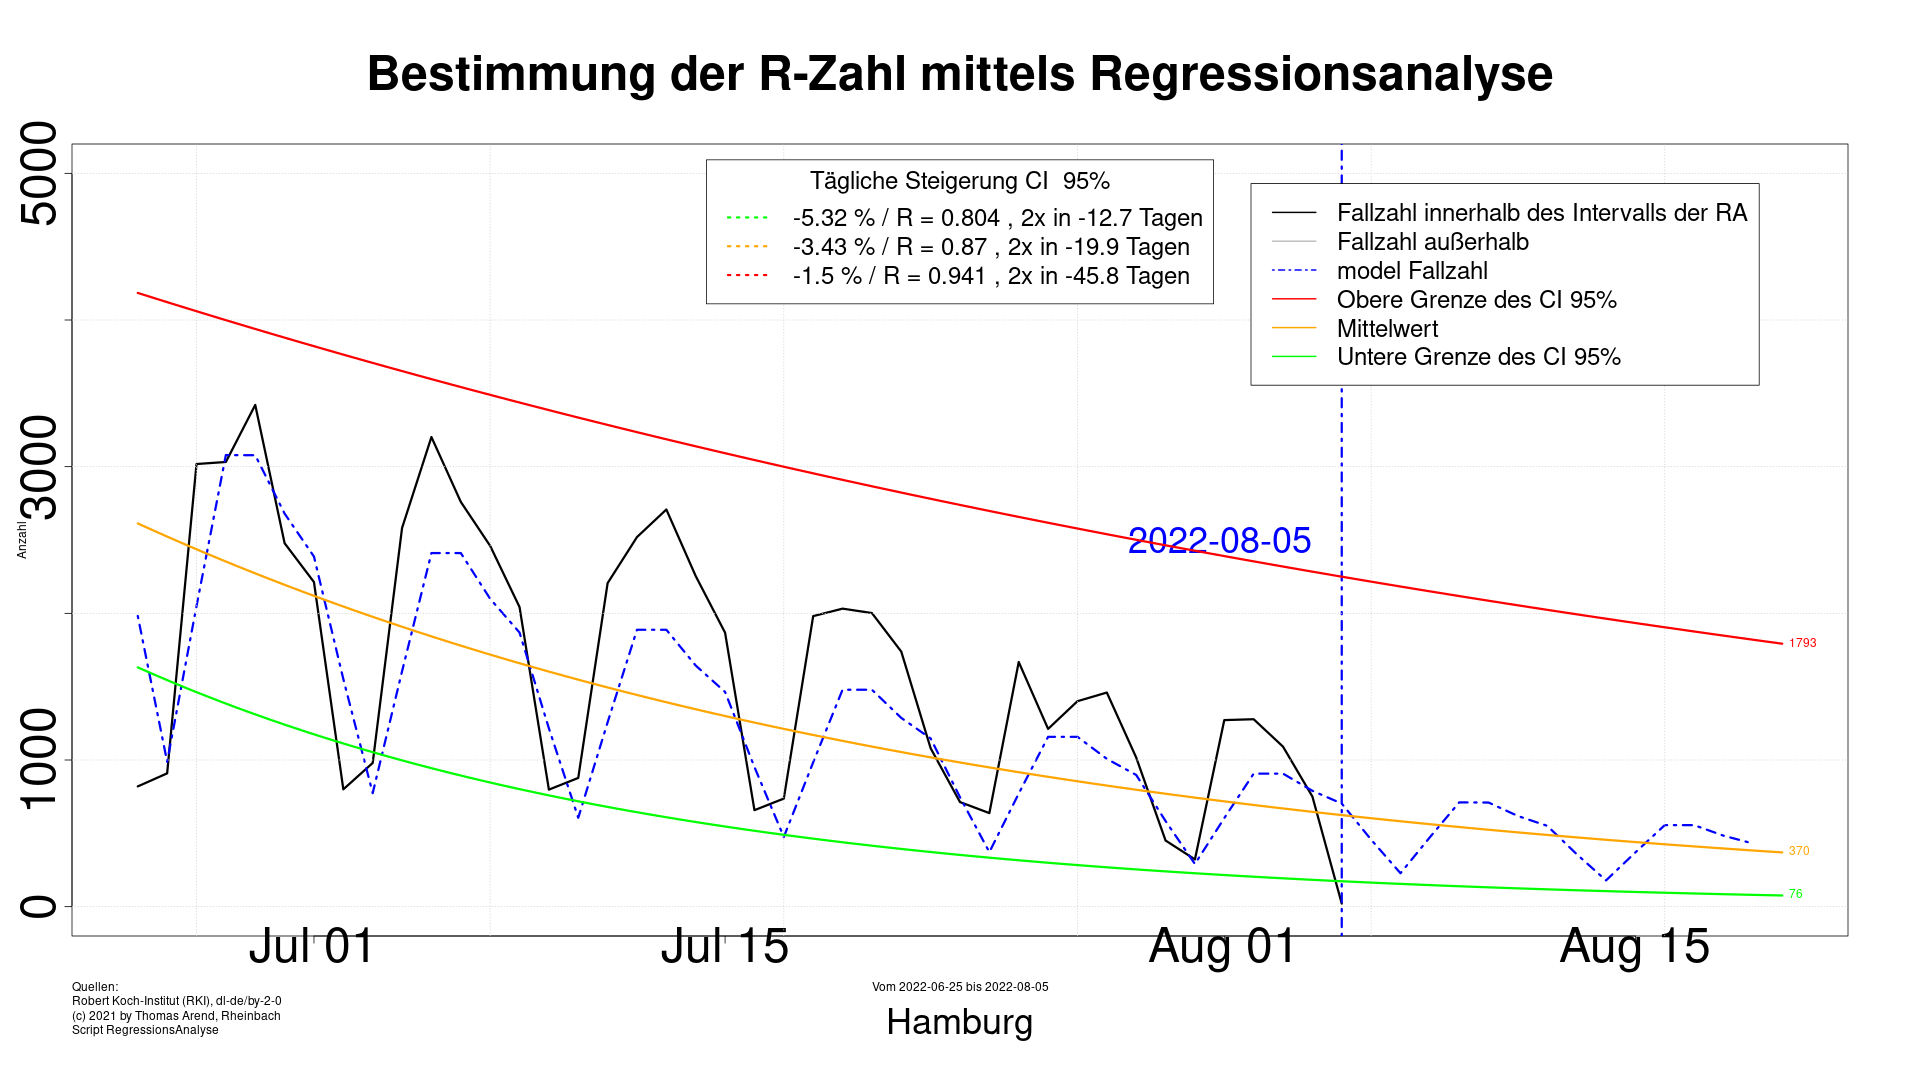 Bestimmung der R-Zahl mittels Regressionsanalyse
Tägliche Steigerung CI  95%
-5.32 % / R = 0.804 , 2x in -12.7 Tagen
-3.43 % / R = 0.87 , 2x in -19.9 Tagen
-1.5 % / R = 0.941 , 2x in -45.8 Tagen
Fallzahl innerhalb des Intervalls der RA
Fallzahl außerhalb
model Fallzahl
Obere Grenze des CI 95%
Mittelwert
Untere Grenze des CI 95%
5000
3000
1000
0
Anzahl
2022-08-05
1793
370
76
Jul 01
Jul 15
Aug 01
Aug 15
Quellen:
Robert Koch-Institut (RKI), dl-de/by-2-0
(c) 2021 by Thomas Arend, Rheinbach
Script RegressionsAnalyse
Vom 2022-06-25 bis 2022-08-05
Hamburg